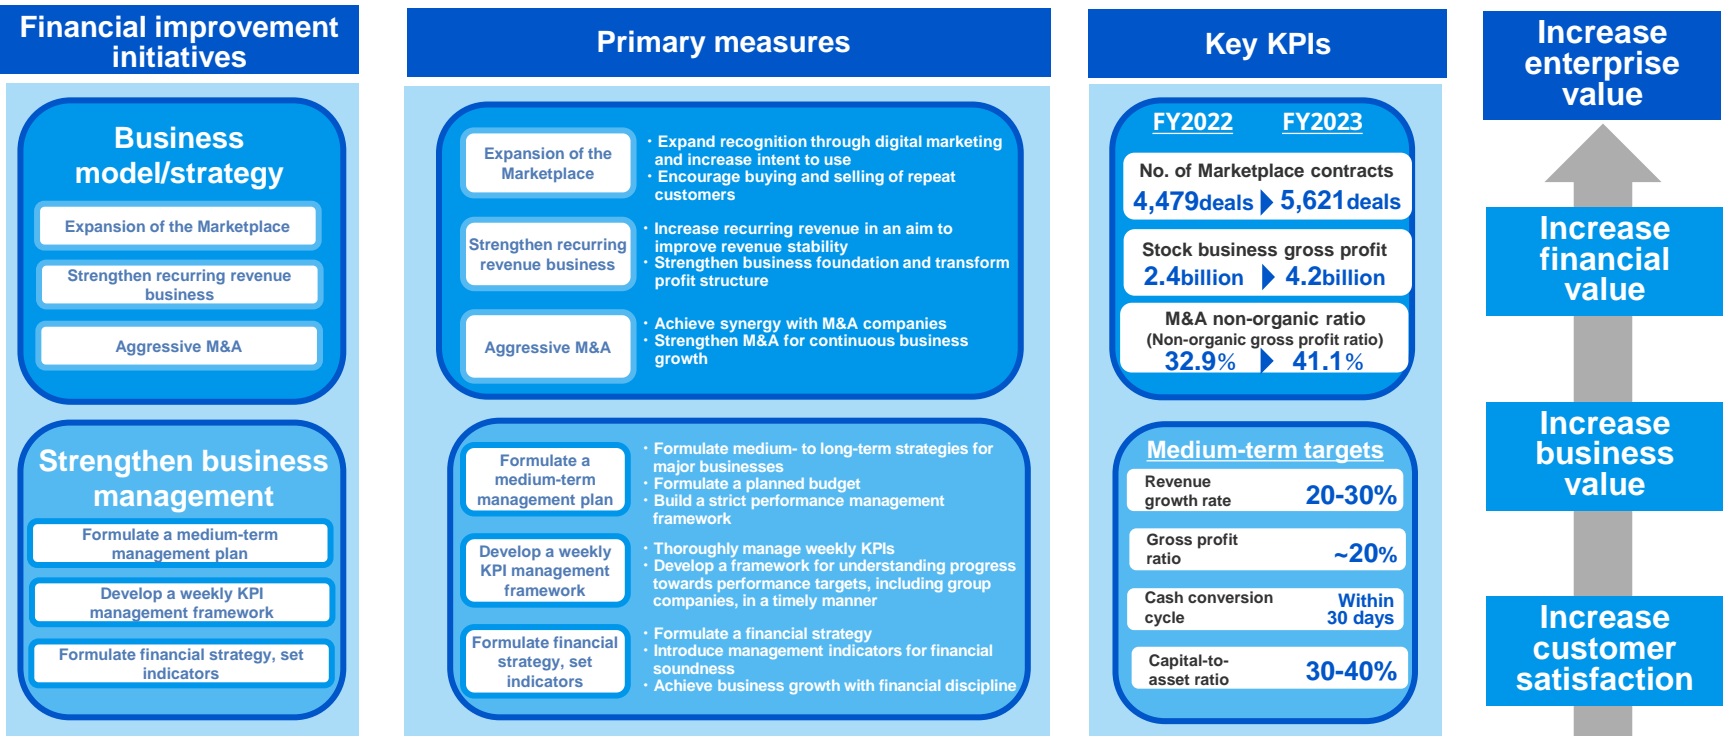 Financial improvement
initiatives
Business
model/strategy
Expansion of the Marketplace
Strengthen recurring revenue
business
Aggressive M&A
Strengthen business
management
Formulate a medium-term
management plan
Develop a weekly KPI
management framework
Formulate financial strategy, set
indicators
Primary measures
Expansion of the
Marketplace
・Expand recognition through digital marketing
and increase intent to use
・Encourage buying and selling of repeat
customers
Strengthen recurring
revenue business
・Increase recurring revenue in an aim to
improve revenue stability
・Strengthen business foundation and transform
profit structure
Aggressive M&A
・Achieve synergy with M&A companies
・Strengthen M&A for continuous business
growth
Formulate a
medium-term
management plan
・Formulate medium- to long-term strategies for
major businesses
・Formulate a planned budget
・Build a strict performance management
framework
Develop a weekly
KPI management
framework
・Thoroughly manage weekly KPIs
・Develop a framework for understanding progress
towards performance targets, including group
companies, in a timely manner
Formulate financial
strategy, set
indicators
・Formulate a financial strategy
・Introduce management indicators for financial
soundness
・Achieve business growth with financial discipline
Key KPIs
FY2022 FY2023
No. of Marketplace contracts
4,479deals 5,621deals
Stock business gross profit
2.4billion 4.2billion
M&A non-organic ratio
(Non-organic gross profit ratio)
32.9% 41.1%
Medium-term targets
Revenue
growth rate
20-30%
Gross profit
ratio
~20%
Cash conversion
cycle
Within
30 days
Capital-to-
asset ratio
30-40%
Increase
enterprise
value
Increase
financial
value
Increase
business
value
Increase
customer
satisfaction